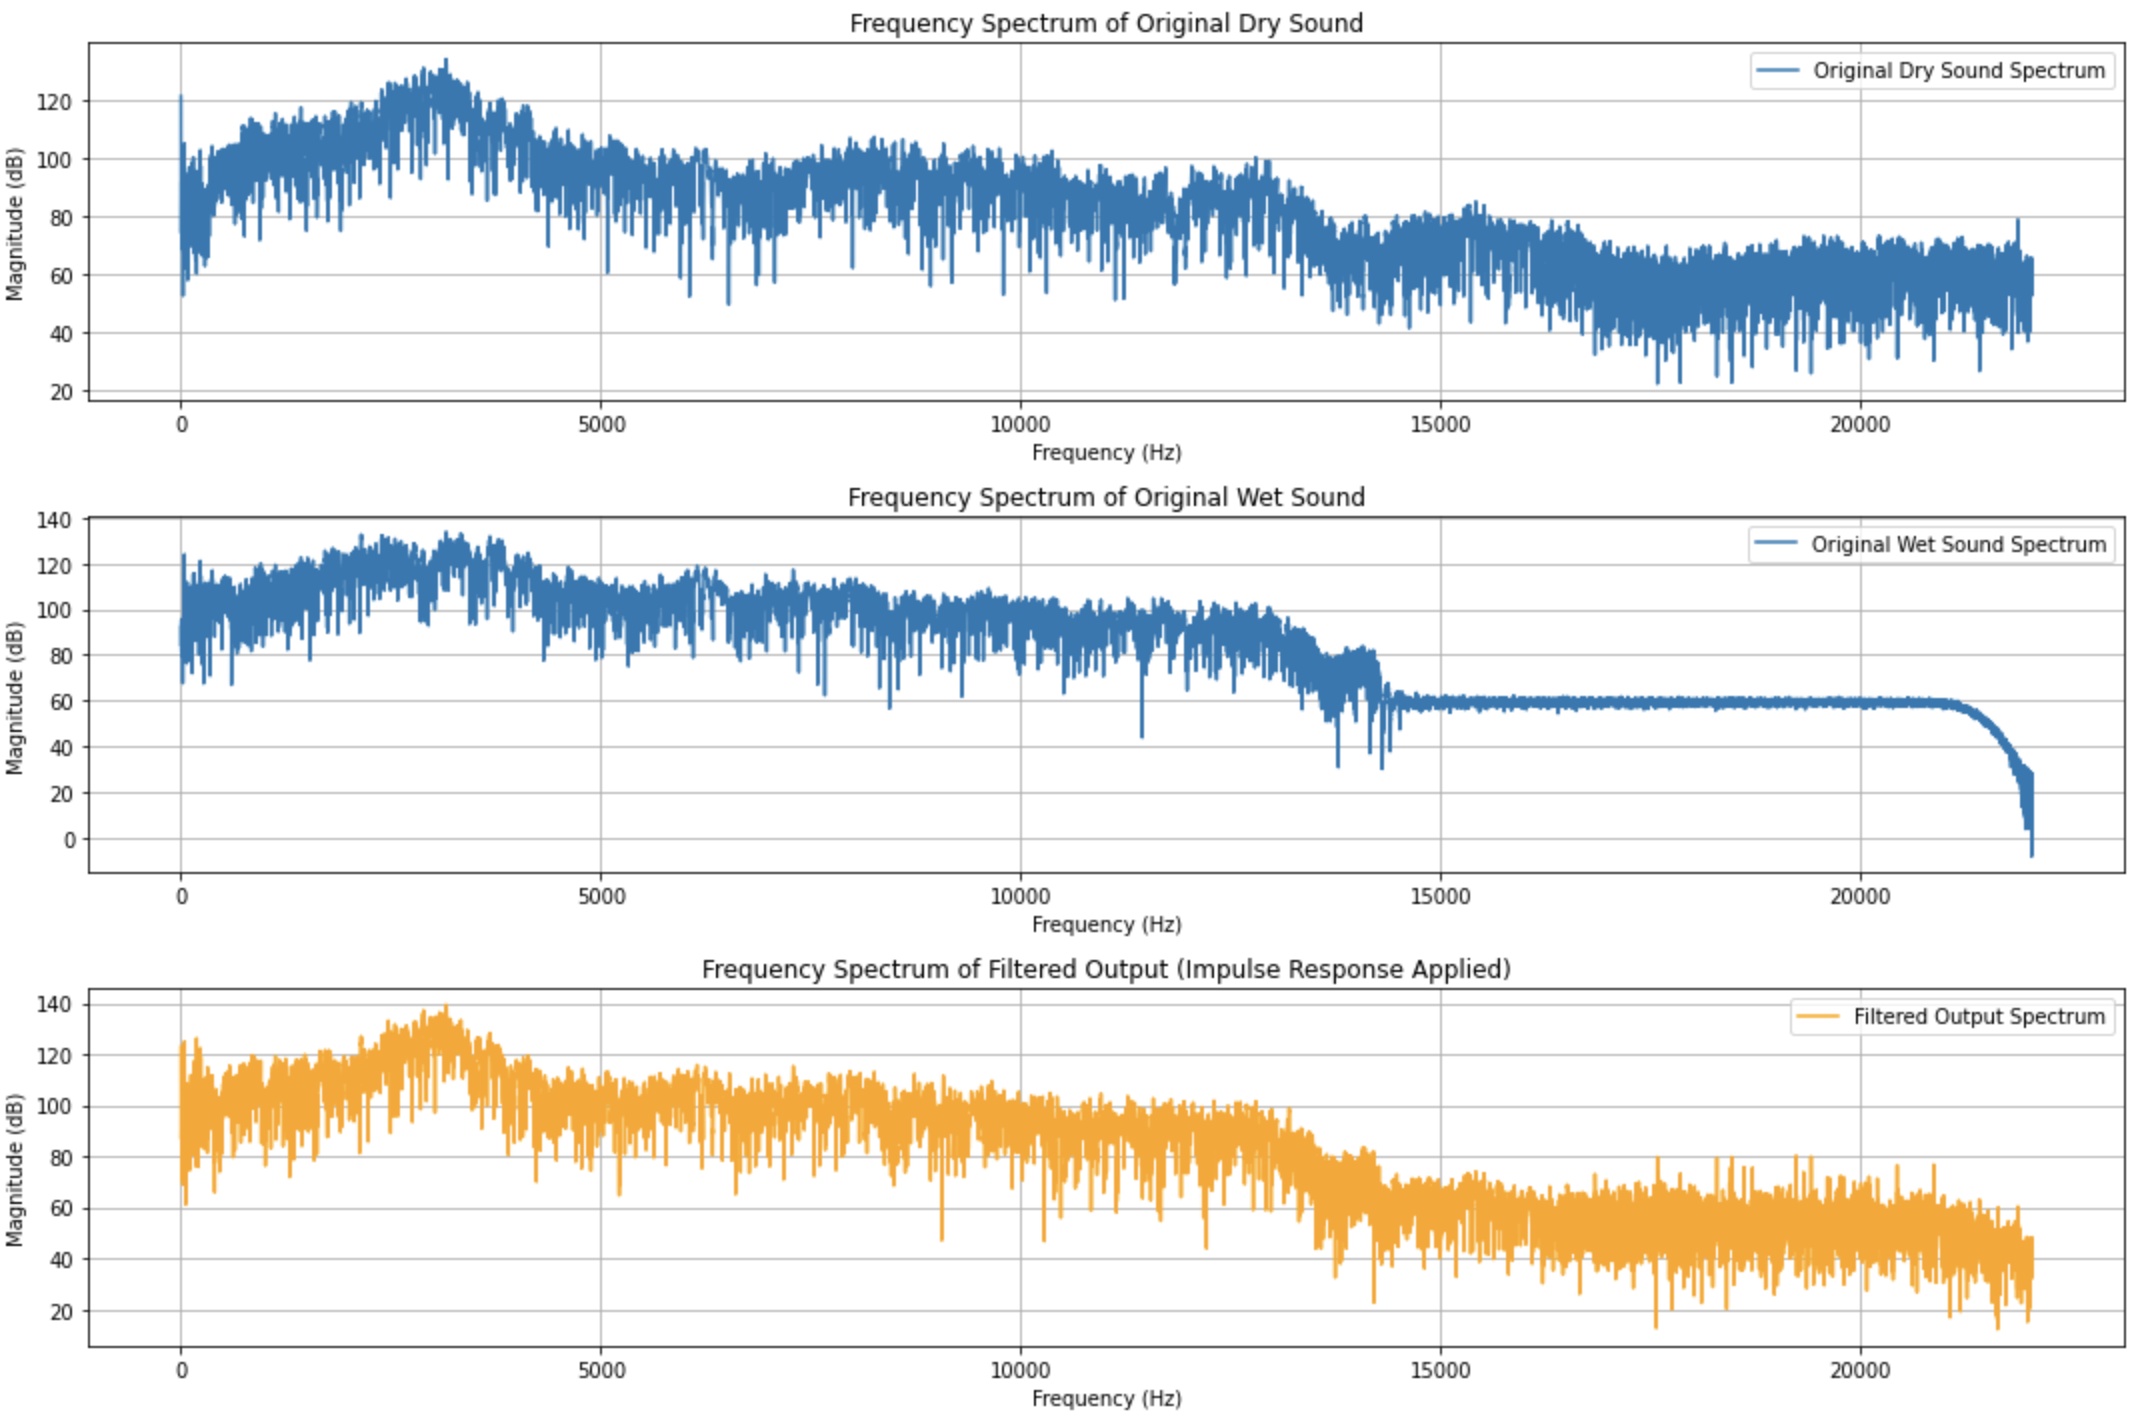 Frequency Spectrum of Original Dry Sound
Original Dry Sound Spectrum
Magnitude (dB)
120
100
80
60
40
20
0 5000 10000 15000 20000
Frequency (Hz)
Frequency Spectrum of Original Wet Sound
Original Wet Sound Spectrum
Magnitude (dB)
140
120
100
80
60
40
20
0
0 5000 10000 15000 20000
Frequency (Hz)
Frequency Spectrum of Filtered Output (Impulse Response Applied)
Filtered Output Spectrum
Magnitude (dB)
140
120
100
80
60
40
20
0 5000 10000 15000 20000
Frequency (Hz)